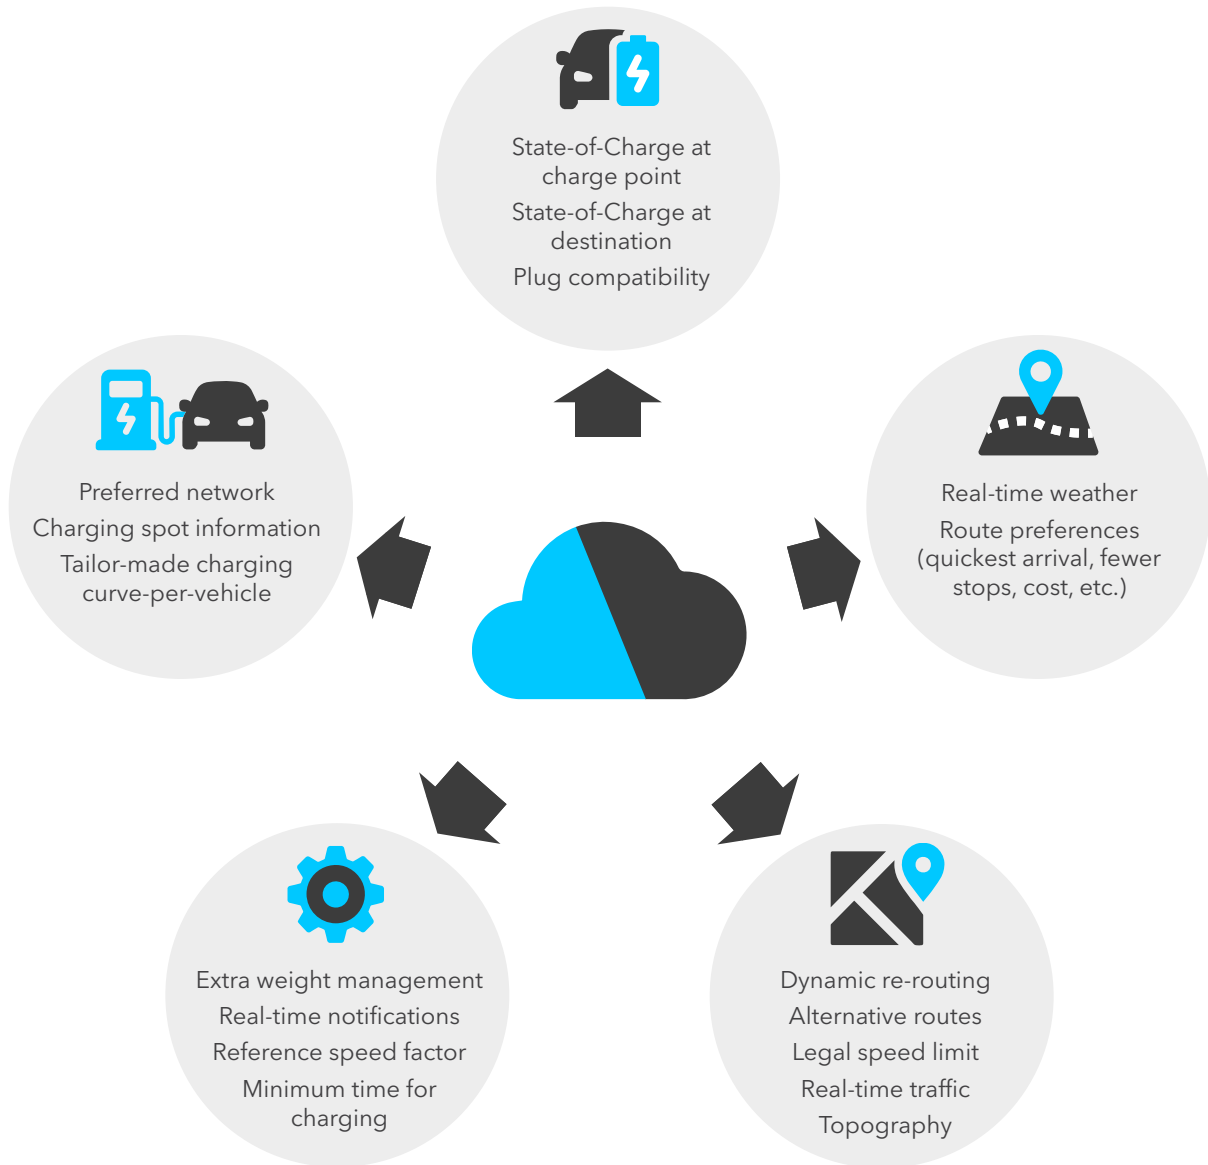 State-of-Charge at
charge point
State-of-Charge at
destination
Plug compatibility
Preferred network
Charging spot information
Tailor-made charging
curve-per-vehicle
Real-time weather
Route preferences
(quickest arrival, fewer
stops, cost, etc.)
Extra weight management
Real-time notifications
Reference speed factor
Minimum time for
charging
Dynamic re-routing
Alternative routes
Legal speed limit
Real-time traffic
Topography